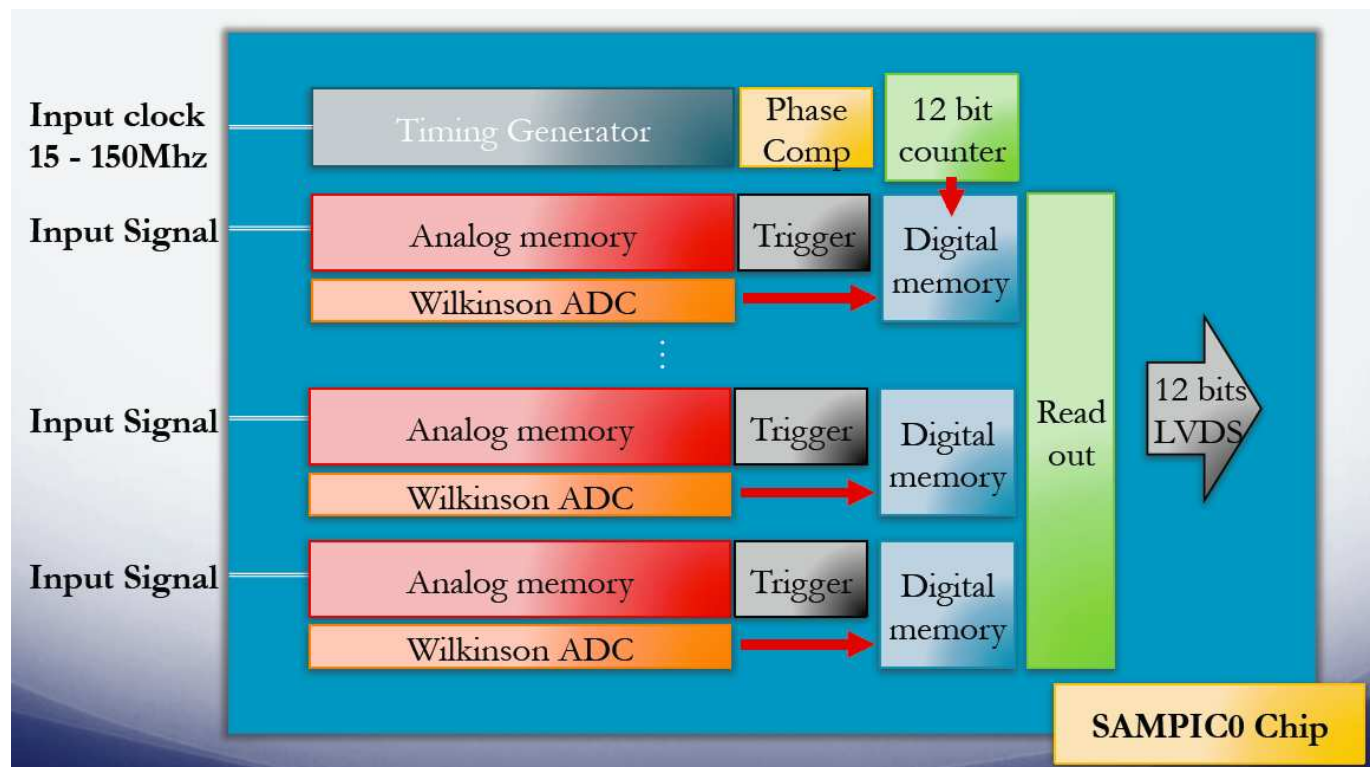 Input clock
15 - 150Mhz
Timing Generator
Phase
Comp
12 bit
counter
Input Signal
Analog memory
Trigger
Digital
memory
Wilkinson ADC
Input Signal
Analog memory
Trigger
Digital
memory
Wilkinson ADC
Read
out
12 bits
LVDS
Input Signal
Analog memory
Trigger
Digital
memory
Wilkinson ADC
SAMPIC0 Chip